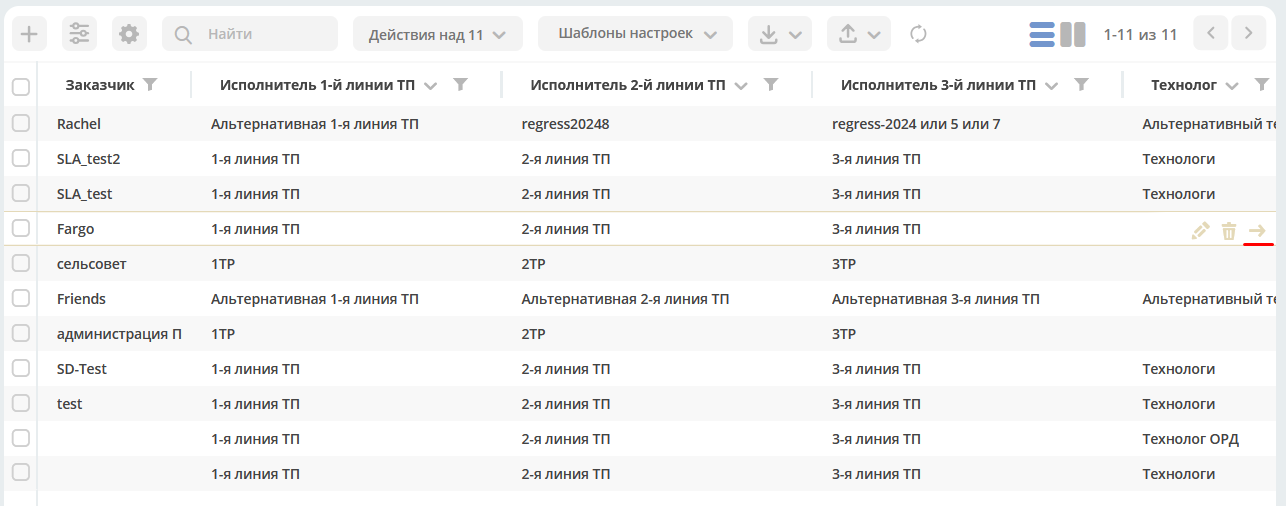 Найти Действия над 11 Шаблоны настроек 1-11 из 11
Заказчик Исполнитель 1-й линии ТП Исполнитель 2-й линии ТП Исполнитель 3-й линии ТП Технолог
Rachel Альтернативная 1-я линия ТП regress20248 regress-2024 или 5 или 7 Альтернативный те
SLA_test2 1-я линия ТП 2-я линия ТП 3-я линия ТП Технологи
SLA_test 1-я линия ТП 2-я линия ТП 3-я линия ТП Технологи
Fargo 1-я линия ТП 2-я линия ТП 3-я линия ТП
сельсовет 1ТР 2ТР 3ТР
Friends Альтернативная 1-я линия ТП Альтернативная 2-я линия ТП Альтернативная 3-я линия ТП Альтернативный те
администрация П 1ТР 2ТР 3ТР
SD-Test 1-я линия ТП 2-я линия ТП 3-я линия ТП Технологи
test 1-я линия ТП 2-я линия ТП 3-я линия ТП Технологи
1-я линия ТП 2-я линия ТП 3-я линия ТП Технолог ОРД
1-я линия ТП 2-я линия ТП 3-я линия ТП Технологи